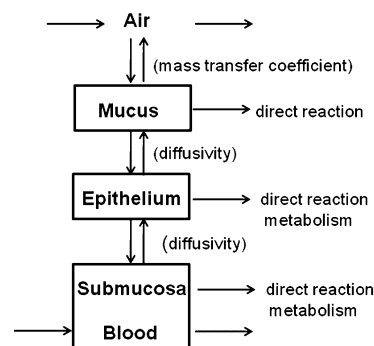 Air
(mass transfer coefficient)
Mucus
direct reaction
(diffusivity)
Epithelium
direct reaction
metabolism
(diffusivity)
Submucosa
direct reaction
metabolism
Blood